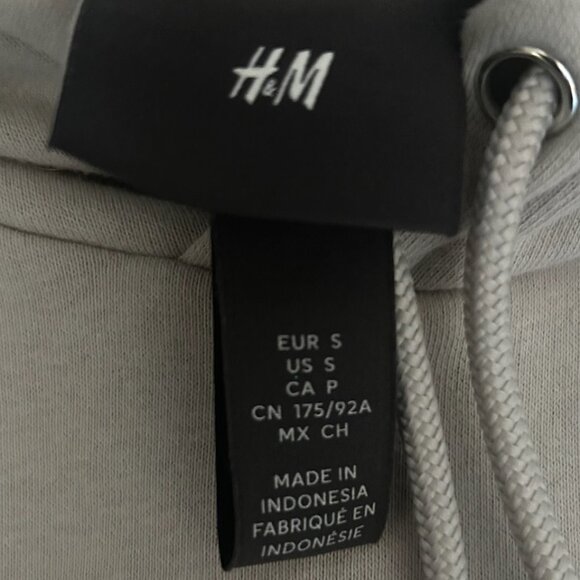 H&M
EUR S
US S
CA P
CN 175/92A
MX CH
MADE IN
INDONESIA
FABRIQUÉ EN
INDONÉSIE